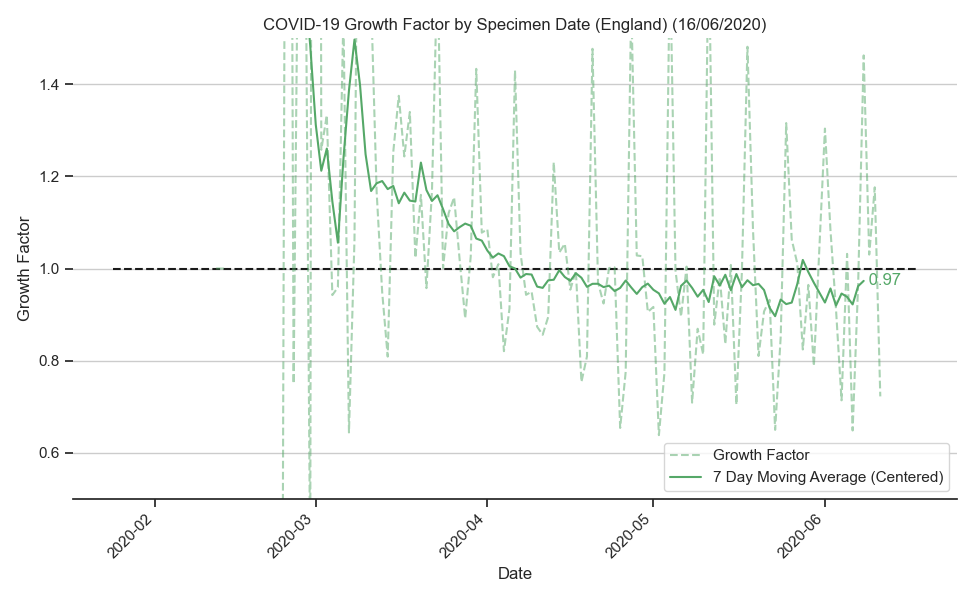 COVID-19 Growth Factor by Specimen Date (England) (16/06/2020)
Growth Factor
1.4
1.2
1.0
0.8
0.6
0.97
Growth Factor
7 Day Moving Average (Centered)
2020-02
2020-03
2020-04
2020-05
2020-06
Date